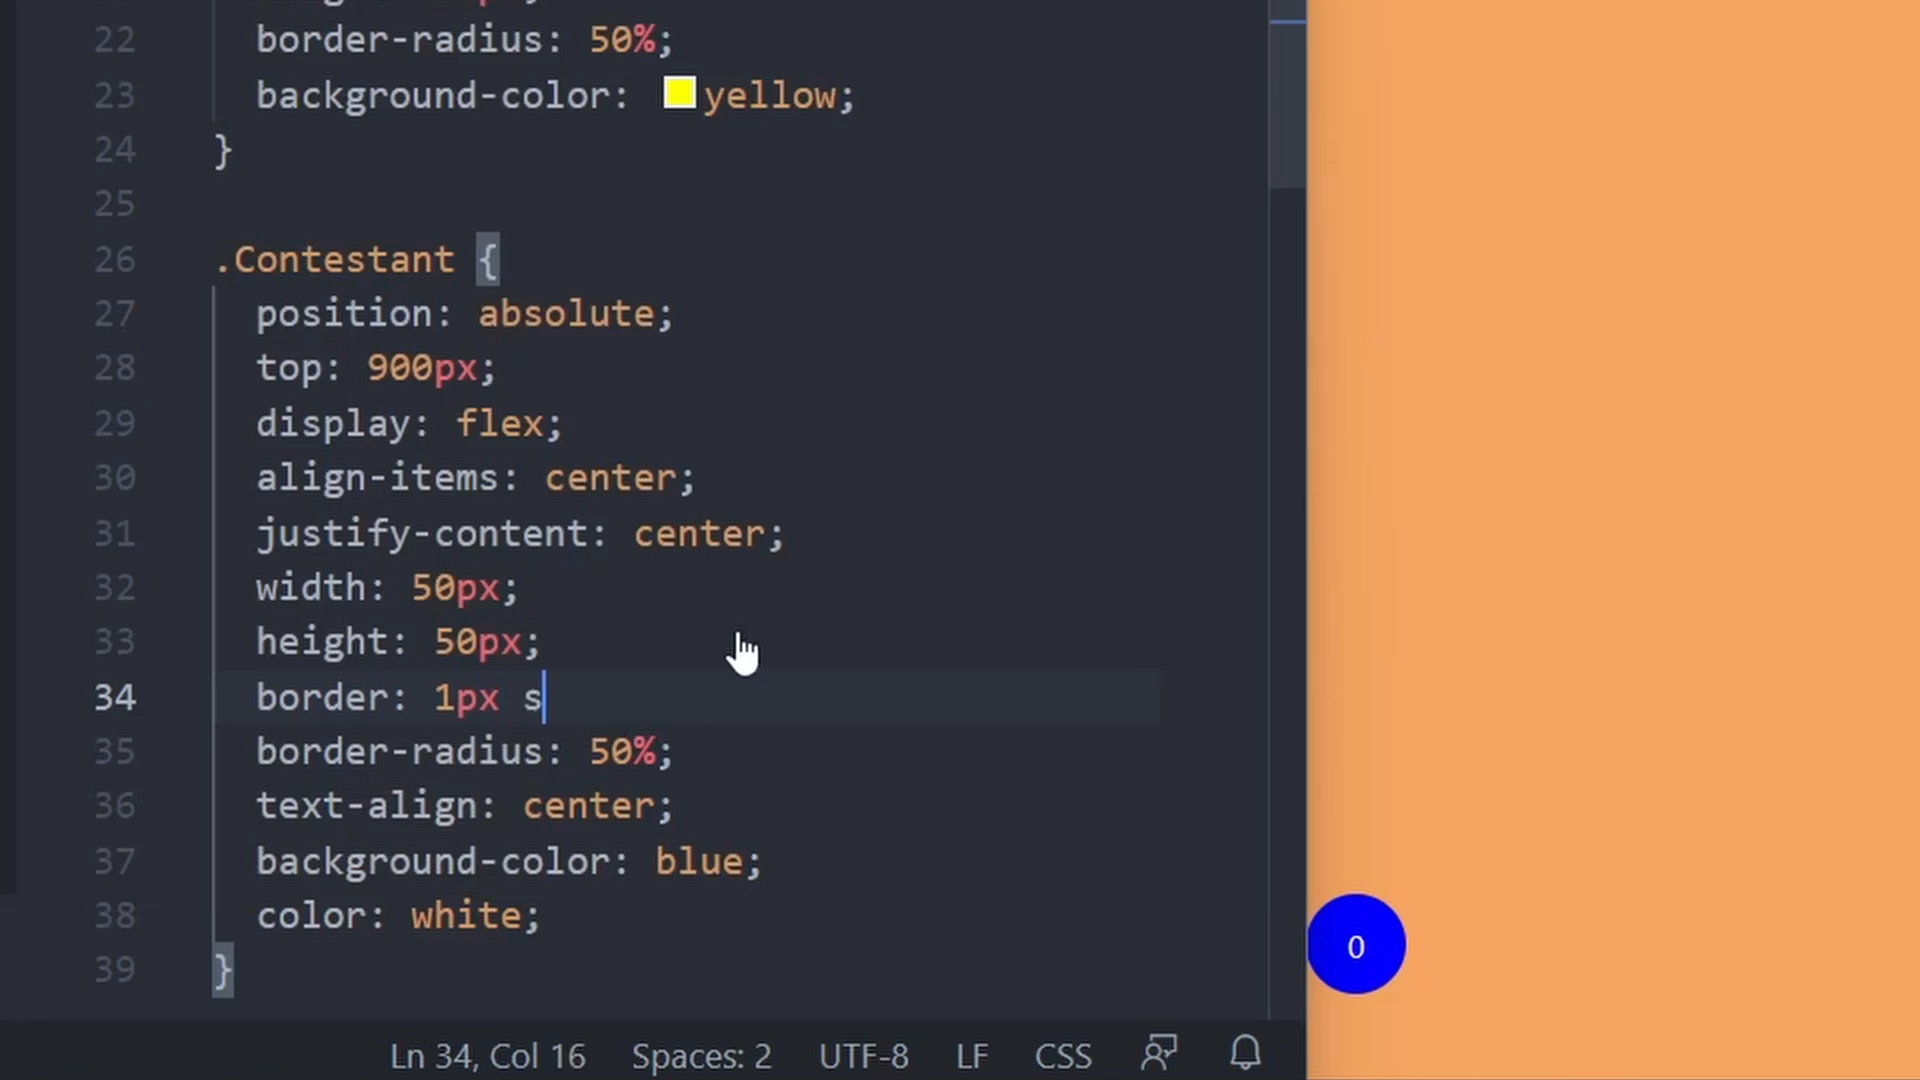 22 border-radius: 50%;
23 background-color: yellow;
24 }
25
26 .Contestant {
27 position: absolute;
28 top: 900px;
29 display: flex;
30 align-items: center;
31 justify-content: center;
32 width: 50px;
33 height: 50px;
34 border: 1px s
35 border-radius: 50%;
36 text-align: center;
37 background-color: blue;
38 color: white;
39 }
0
Ln 34, Col 16 Spaces: 2 UTF-8 LF CSS